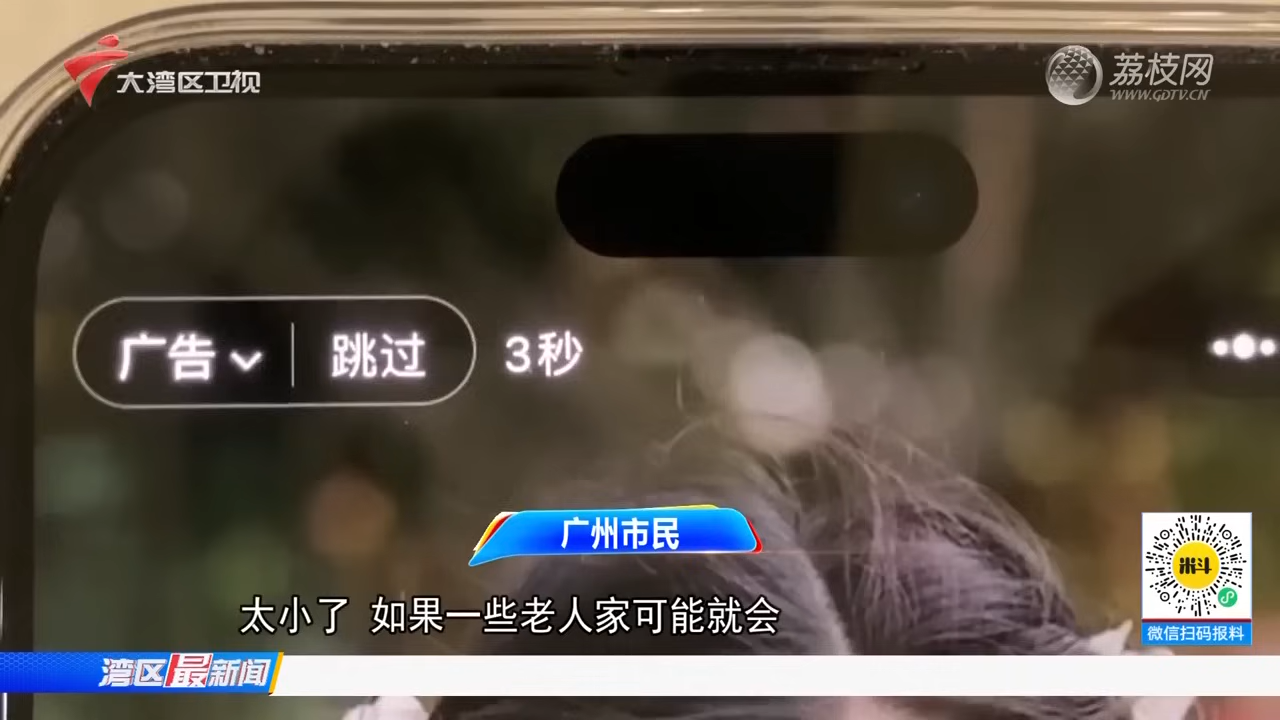 大湾区卫视
荔枝网
WWW.GDTV.CN
广告 跳过 3秒
广州市民
米斗
太小了 如果一些老人家可能就会
微信扫码报料
湾区最新闻